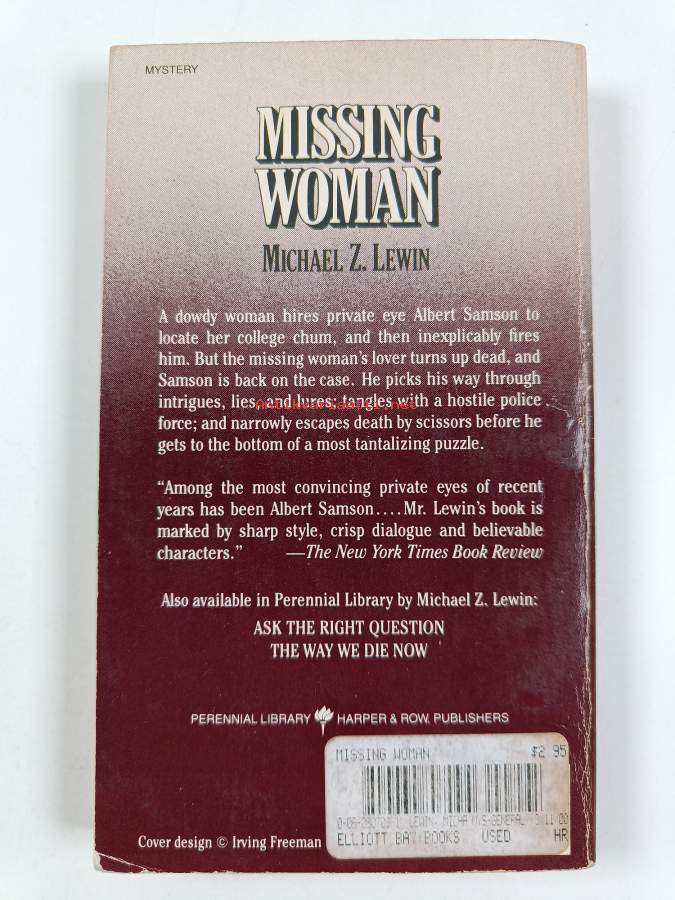 MYSTERY
MISSING
WOMAN
MICHAEL Z. LEWIN
A dowdy woman hires private eye Albert Samson to
locate her college chum, and then inexplicably fires
him. But the missing woman's lover turns up dead, and
Samson is back on the case. He picks his way through
intrigues, lies, and lures; tangles with a hostile police
force; and narrowly escapes death by scissors before he
gets to the bottom of a most tantalizing puzzle.
“Among the most convincing private eyes of recent
years has been Albert Samson....Mr. Lewin's book is
marked by sharp style, crisp dialogue and believable
characters.” —The New York Times Book Review
Also available in Perennial Library by Michael Z. Lewin:
ASK THE RIGHT QUESTION
THE WAY WE DIE NOW
PERENNIAL LIBRARY HARPER & ROW, PUBLISHERS
MISSING WOMAN $2.95
LEWIN, MICHA MYS-GENERAL
ELLIOTT BAY BOOKS USED HR
Cover design © Irving Freeman